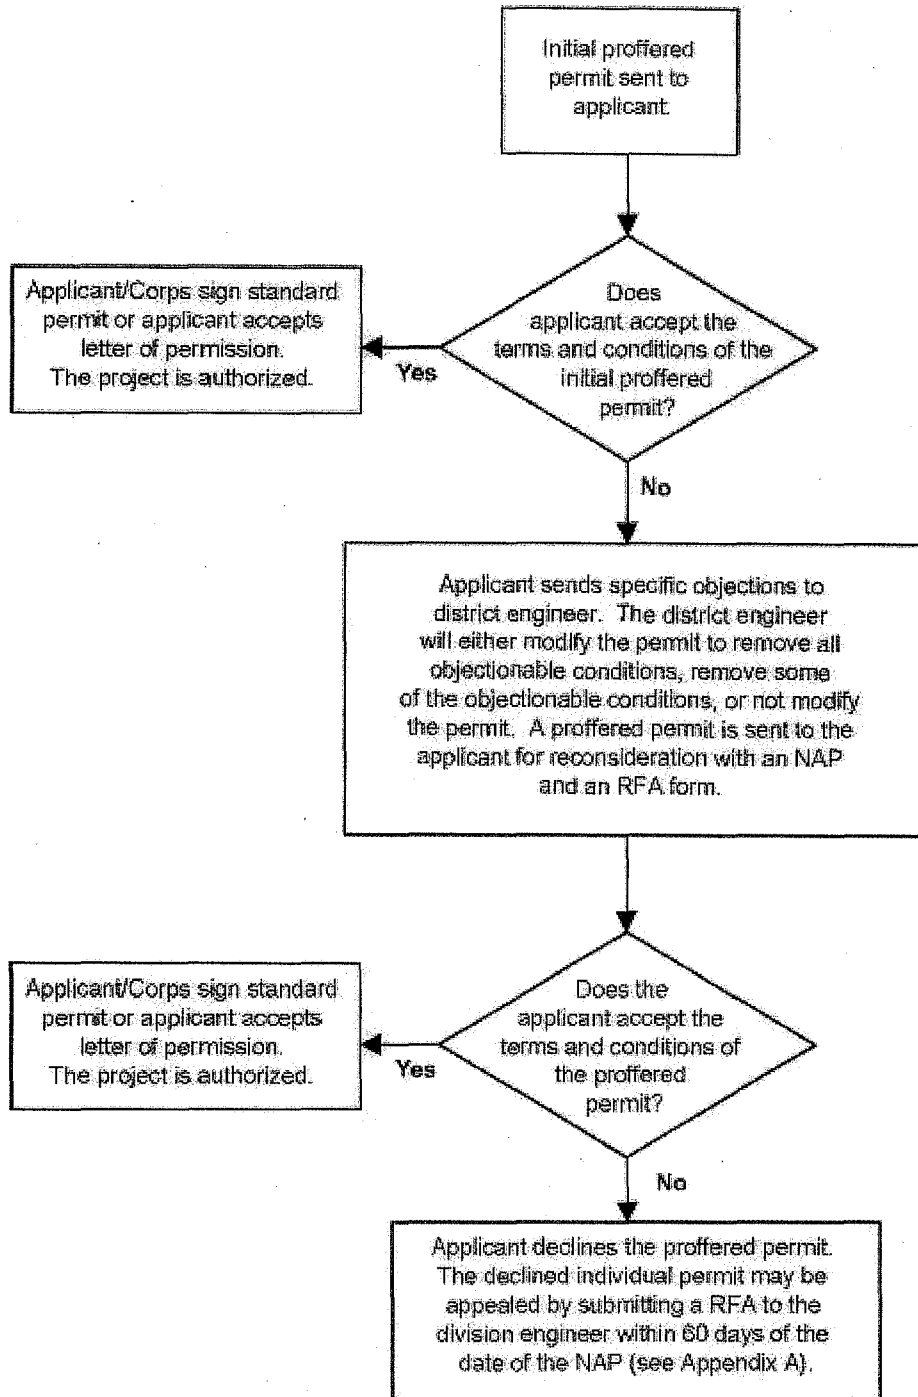 Initial proffered
permit sent to
applicant.
Does
applicant accept the
terms and conditions of the
initial proffered
permit?
Yes
Applicant/Corps sign standard
permit or applicant accepts
letter of permission.
The project is authorized.
No
Applicant sends specific objections to
district engineer. The district engineer
will either modify the permit to remove all
objectionable conditions, remove some
of the objectionable conditions, or not modify
the permit. A proffered permit is sent to the
applicant for reconsideration with an NAP
and an RFA form.
Does the
applicant accept the
terms and conditions of
the proffered
permit?
Yes
Applicant/Corps sign standard
permit or applicant accepts
letter of permission.
The project is authorized.
No
Applicant declines the proffered permit.
The declined individual permit may be
appealed by submitting a RFA to the
division engineer within 60 days of the
date of the NAP (see Appendix A).